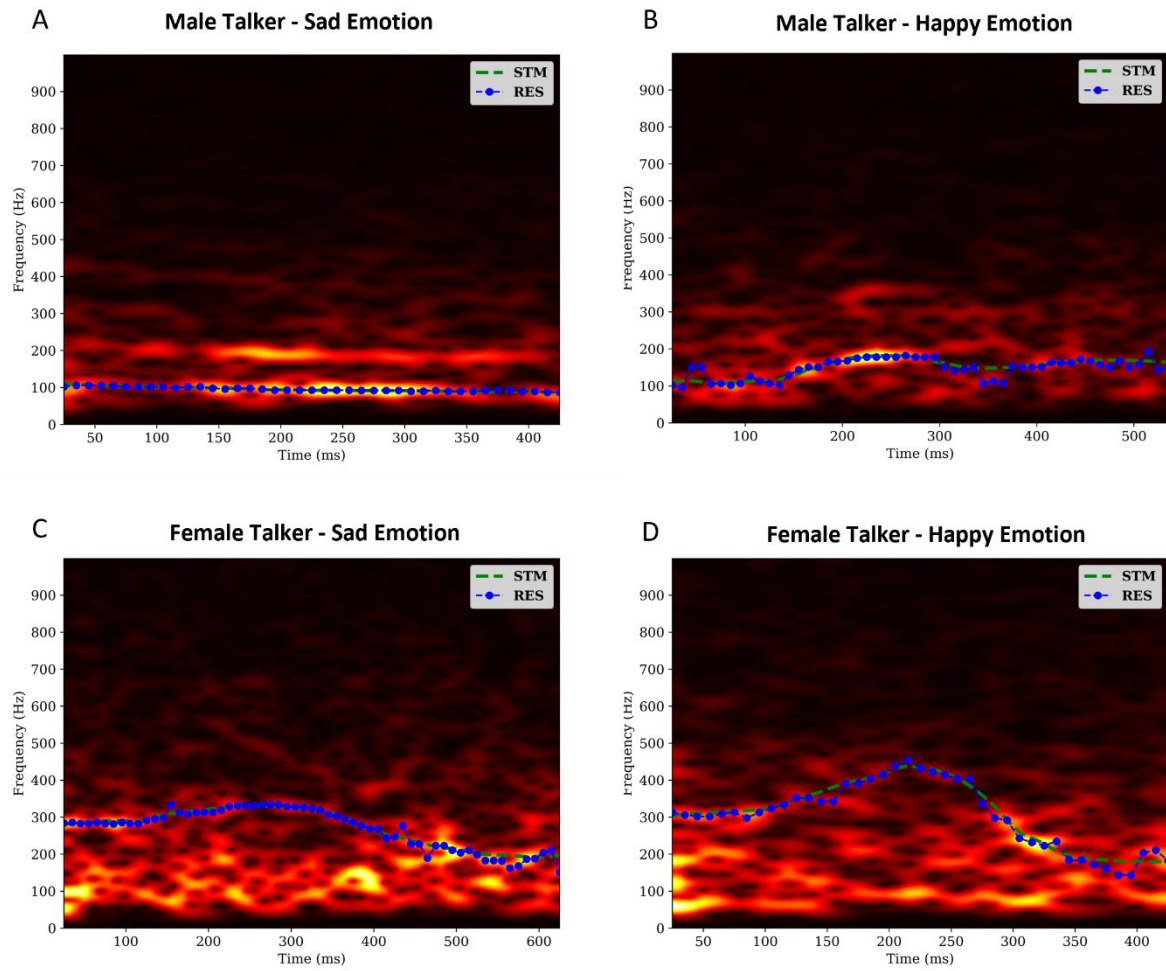 A
Male Talker - Sad Emotion
STM
RES
900
800
700
600
500
400
300
200
100
0
Frequency (Hz)
50 100 150 200 250 300 350 400
Time (ms)
B
Male Talker - Happy Emotion
STM
RES
900
800
700
600
500
400
300
200
100
0
Frequency (Hz)
100 200 300 400 500
Time (ms)
C
Female Talker - Sad Emotion
STM
RES
900
800
700
600
500
400
300
200
100
0
Frequency (Hz)
100 200 300 400 500 600
Time (ms)
D
Female Talker - Happy Emotion
STM
RES
900
800
700
600
500
400
300
200
100
0
Frequency (Hz)
50 100 150 200 250 300 350 400
Time (ms)